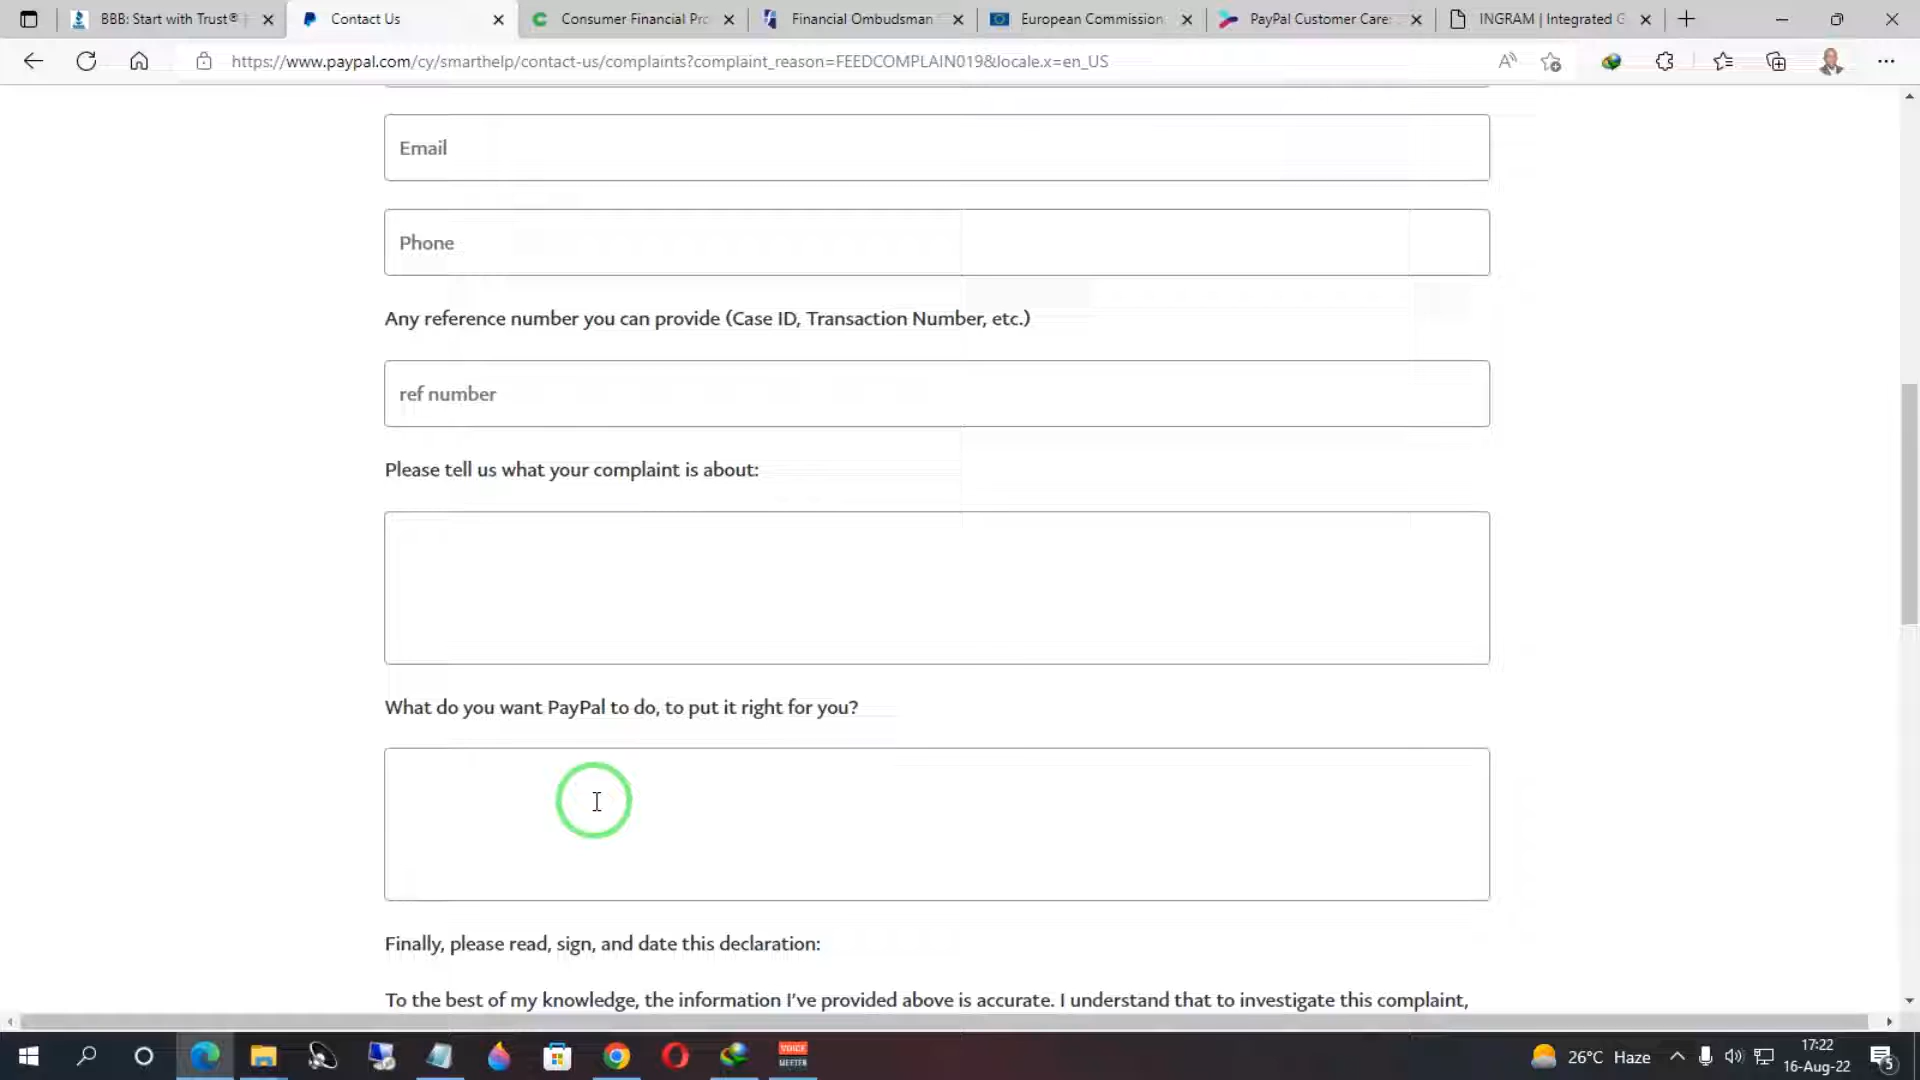 BBB: Start with Trust®
Contact Us
Consumer Financial Pro
Financial Ombudsman
European Commission
PayPal Customer Care:
INGRAM | Integrated G
https://www.paypal.com/cy/smarthelp/contact-us/complaints?complaint_reason=FEEDCOMPLAIN019&locale.x=en_US
Email
Phone
Any reference number you can provide (Case ID, Transaction Number, etc.)
ref number
Please tell us what your complaint is about:
What do you want PayPal to do, to put it right for you?
Finally, please read, sign, and date this declaration:
To the best of my knowledge, the information I've provided above is accurate. I understand that to investigate this complaint,
VOICE
MEETER
26°C Haze
17:22
16-Aug-22
5